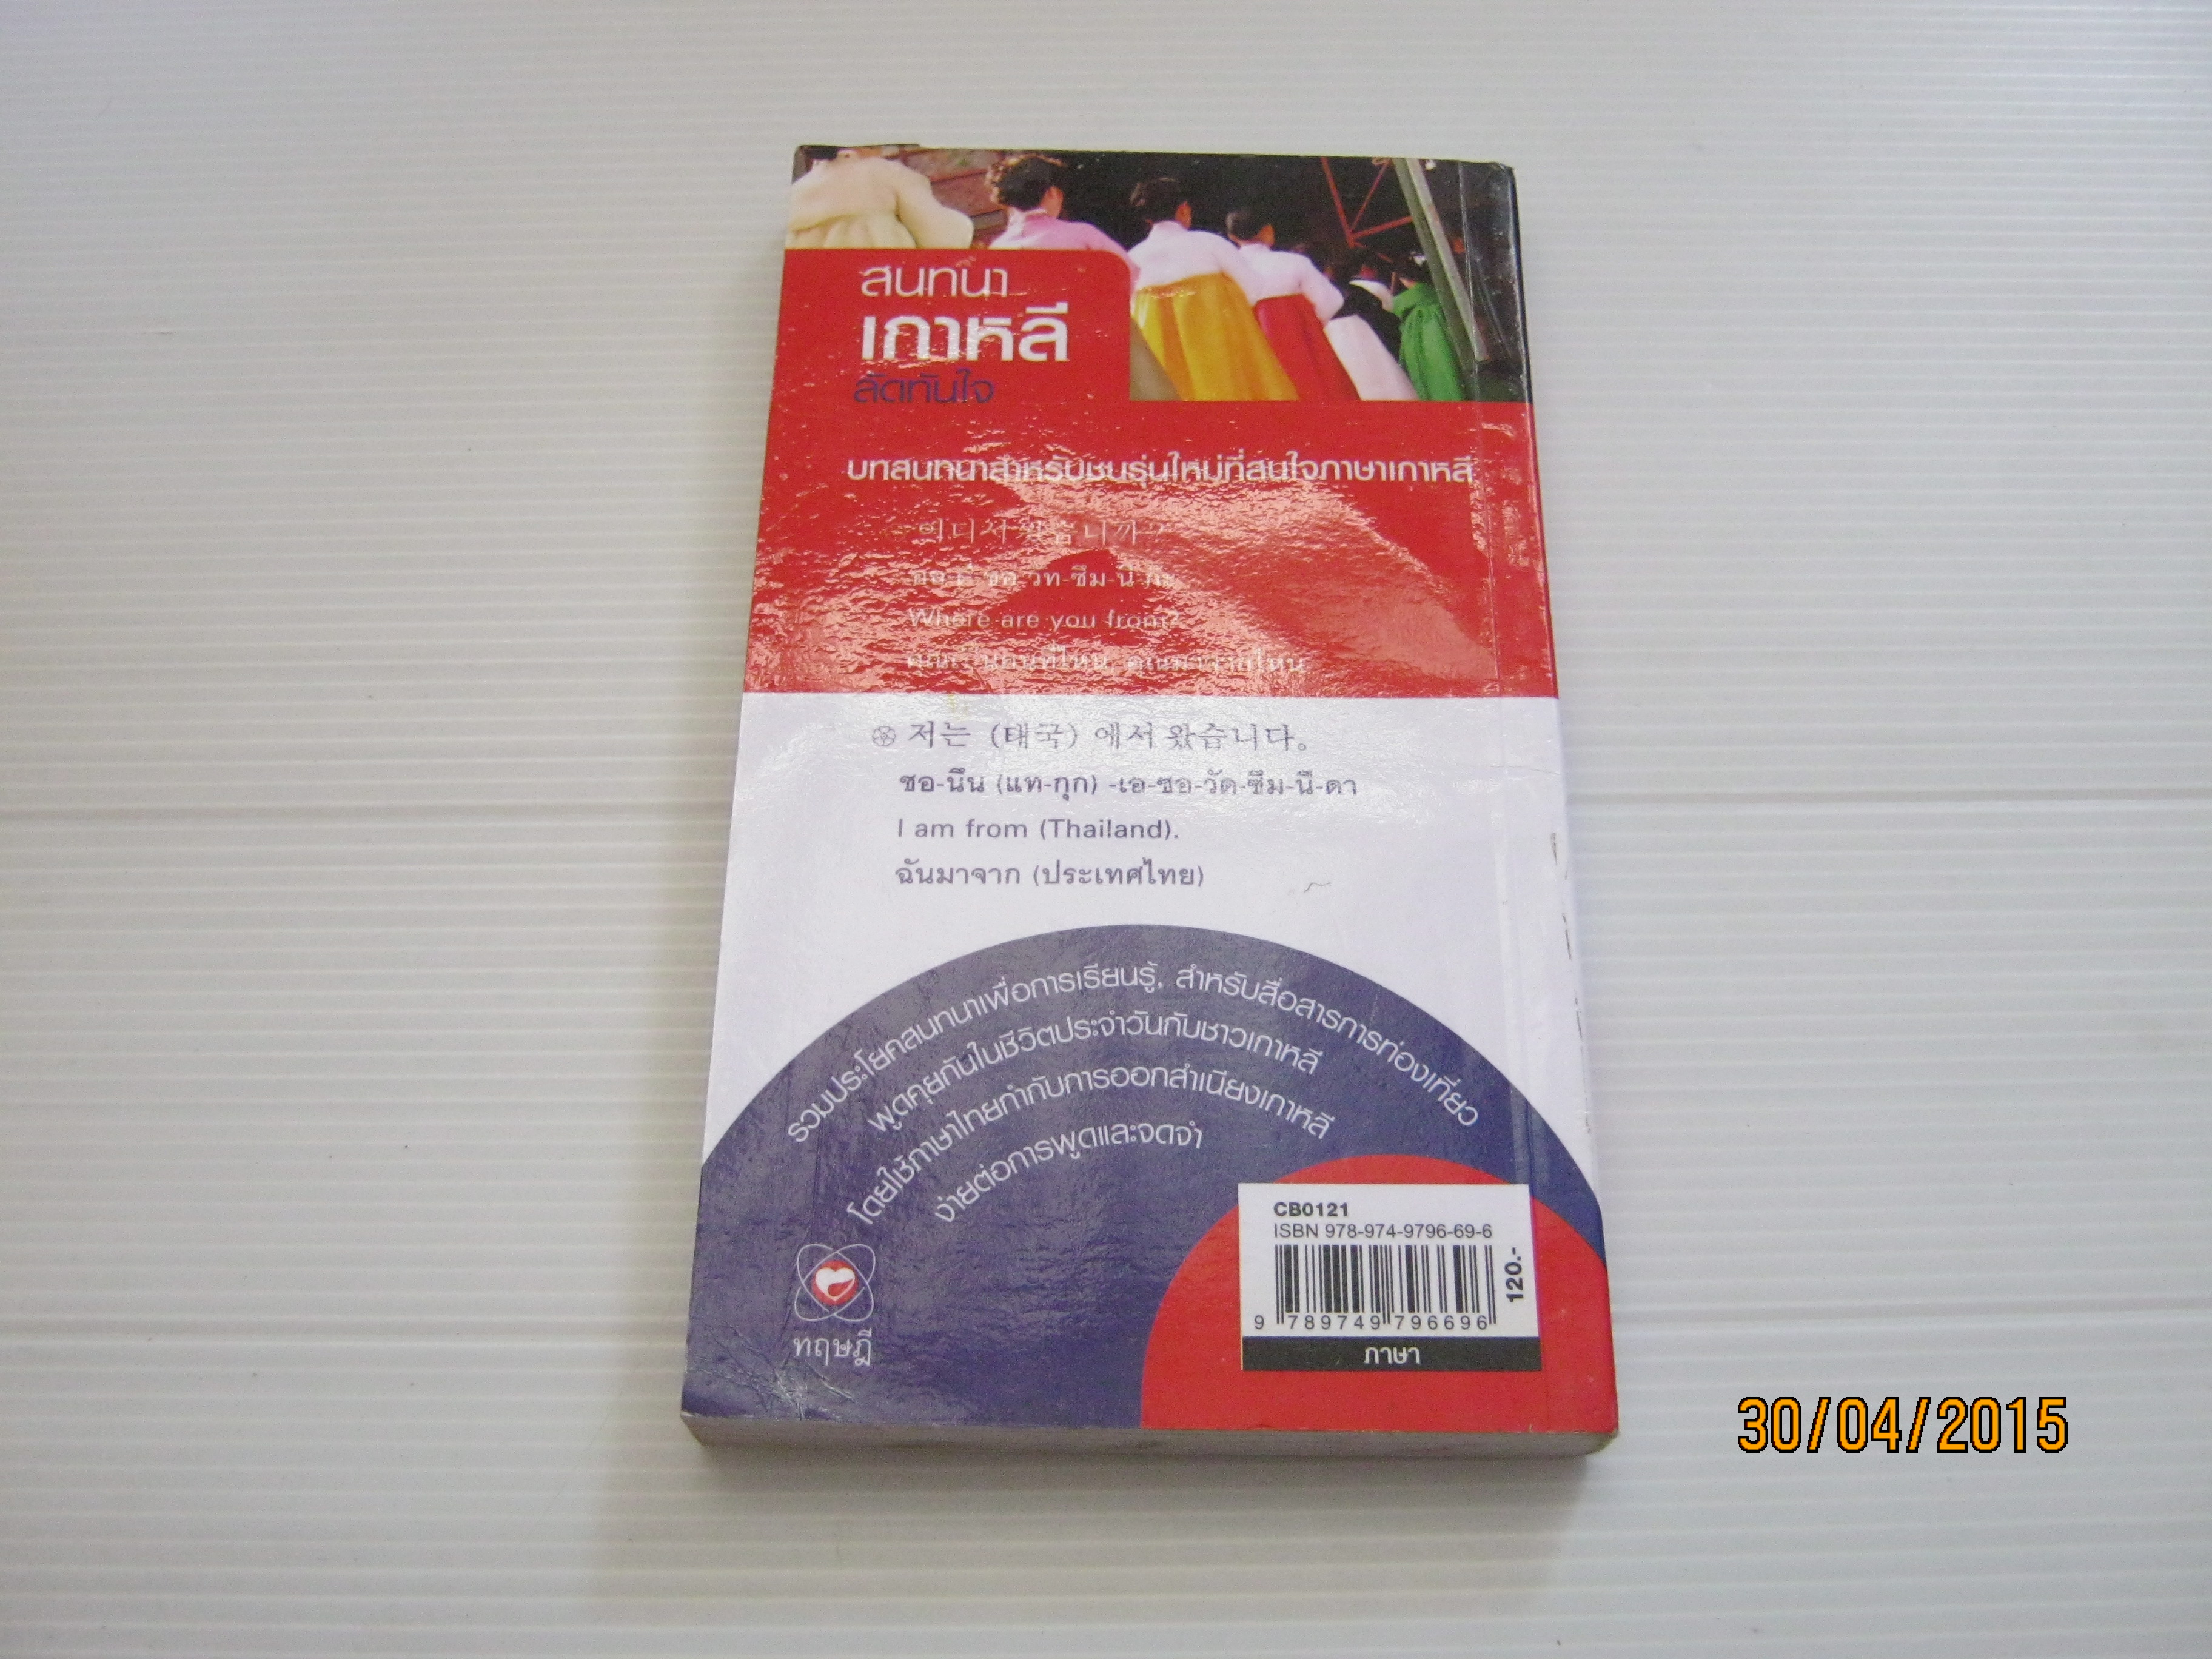 สนทนา
เกาหลี
ลัดทันใจ
บทสนทนาสำหรับชนรุ่นใหม่ที่สนใจภาษาเกาหลี
어디서 왔습니까?
Where are you from?
저는 (태국) 에서 왔습니다。
ชอ-นึน (แท-กุก) -เอ-ซอ-วัด-ซึม-นี-ดา
I am from (Thailand).
ฉันมาจาก (ประเทศไทย)
รวมประโยคสนทนาเพื่อการเรียนรู้, สำหรับสื่อสารการท่องเที่ยว
พูดคุยกันในชีวิตประจำวันกับชาวเกาหลี
โดยใช้ภาษาไทยกำกับการออกสำเนียงเกาหลี
ง่ายต่อการพูดและจดจำ
ทฤษฎี
CB0121
ISBN 978-974-9796-69-6
120.-
9 789749 796696
ภาษา
30/04/2015